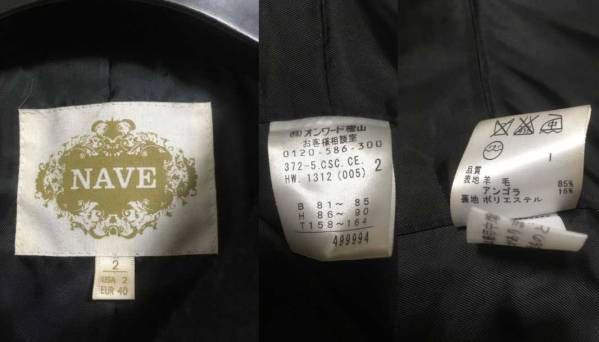 NAVE
2
USA 2
EUR 40
㈱オンワード樫山
お客様相談室
0120-586-300
372-5.CSC.CE.
HW. 1312 (005) 2
B 81～ 85
H 86～ 90
T158～164
499994
品質
表地 羊毛 85%
アンゴラ 15%
裏地 ポリエステル